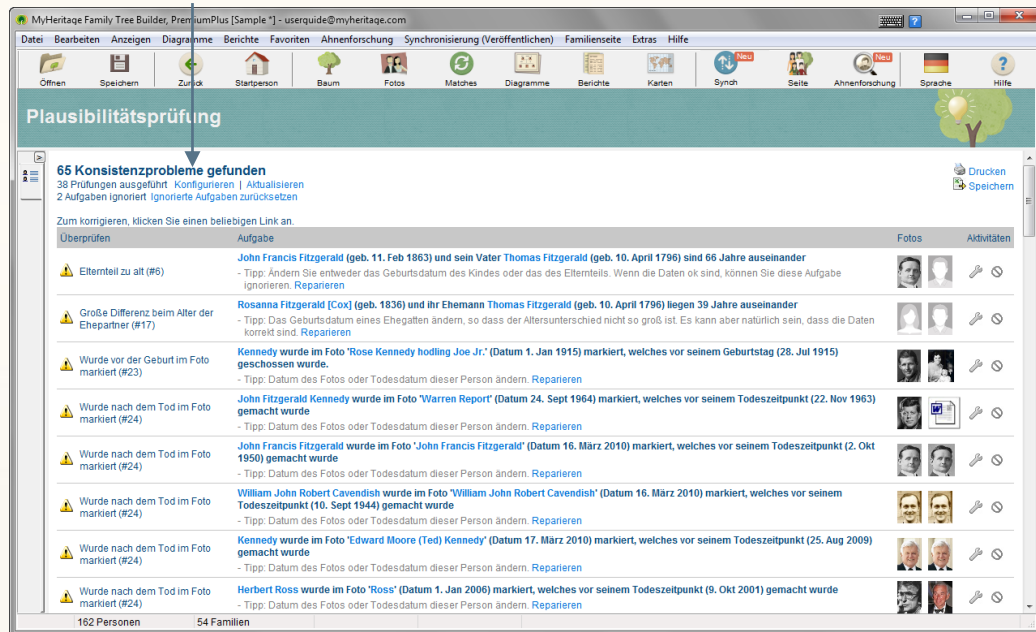 MyHeritage Family Tree Builder, PremiumPlus [Sample *] - userguide@myheritage.com
Datei Bearbeiten Anzeigen Diagramme Berichte Favoriten Ahnenforschung Synchronisierung (Veröffentlichen) Familienseite Extras Hilfe
Neu Neu
Öffnen Speichern Zurück Startperson Baum Fotos Matches Diagramme Berichte Karten Synch Seite Ahnenforschung Sprache Hilfe
Plausibilitätsprüfung
65 Konsistenzprobleme gefunden
Drucken
38 Prüfungen ausgeführt Konfigurieren | Aktualisieren
Speichern
2 Aufgaben ignoriert Ignorierte Aufgaben zurücksetzen
Zum korrigieren, klicken Sie einen beliebigen Link an.
Überprüfen Aufgabe Fotos Aktivitäten
Elternteil zu alt (#6)
John Francis Fitzgerald (geb. 11. Feb 1863) und sein Vater Thomas Fitzgerald (geb. 10. April 1796) sind 66 Jahre auseinander
- Tipp: Ändern Sie entweder das Geburtsdatum des Kindes oder das des Elternteils. Wenn die Daten ok sind, können Sie diese Aufgabe
ignorieren. Reparieren
Große Differenz beim Alter der
Ehepartner (#17)
Rosanna Fitzgerald [Cox] (geb. 1836) und ihr Ehemann Thomas Fitzgerald (geb. 10. April 1796) liegen 39 Jahre auseinander
- Tipp: Das Geburtsdatum eines Ehegatten ändern, so dass der Altersunterschied nicht so groß ist. Es kann aber natürlich sein, dass die Daten
korrekt sind. Reparieren
Wurde vor der Geburt im Foto
markiert (#23)
Kennedy wurde im Foto 'Rose Kennedy hodling Joe Jr.' (Datum 1. Jan 1915) markiert, welches vor seinem Geburtstag (28. Jul 1915)
geschossen wurde.
- Tipp: Datum des Fotos oder Todesdatum dieser Person ändern. Reparieren
Wurde nach dem Tod im Foto
markiert (#24)
John Fitzgerald Kennedy wurde im Foto 'Warren Report' (Datum 24. Sept 1964) markiert, welches vor seinem Todeszeitpunkt (22. Nov 1963)
gemacht wurde
- Tipp: Datum des Fotos oder Todesdatum dieser Person ändern. Reparieren
Wurde nach dem Tod im Foto
markiert (#24)
John Francis Fitzgerald wurde im Foto 'John Francis Fitzgerald' (Datum 16. März 2010) markiert, welches vor seinem Todeszeitpunkt (2. Okt
1950) gemacht wurde
- Tipp: Datum des Fotos oder Todesdatum dieser Person ändern. Reparieren
Wurde nach dem Tod im Foto
markiert (#24)
William John Robert Cavendish wurde im Foto 'William John Robert Cavendish' (Datum 16. März 2010) markiert, welches vor seinem
Todeszeitpunkt (10. Sept 1944) gemacht wurde
- Tipp: Datum des Fotos oder Todesdatum dieser Person ändern. Reparieren
Wurde nach dem Tod im Foto
markiert (#24)
Kennedy wurde im Foto 'Edward Moore (Ted) Kennedy' (Datum 17. März 2010) markiert, welches vor seinem Todeszeitpunkt (25. Aug 2009)
gemacht wurde
- Tipp: Datum des Fotos oder Todesdatum dieser Person ändern. Reparieren
Wurde nach dem Tod im Foto
markiert (#24)
Herbert Ross wurde im Foto 'Ross' (Datum 1. Jan 2006) markiert, welches vor seinem Todeszeitpunkt (9. Okt 2001) gemacht wurde
- Tipp: Datum des Fotos oder Todesdatum dieser Person ändern. Reparieren
162 Personen 54 Familien